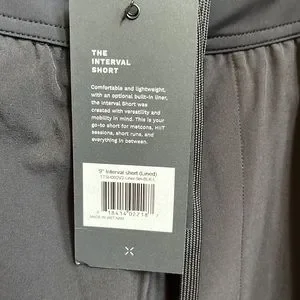 THE
INTERVAL
SHORT
Comfortable and lightweight,
with an optional built-in liner,
the Interval Short was
created with versatility and
mobility in mind. This is your
go-to short for metcons, HIIT
sessions, short runs, and
everything in between.
9" Interval short (Lined)
MADE IN VIETNAM